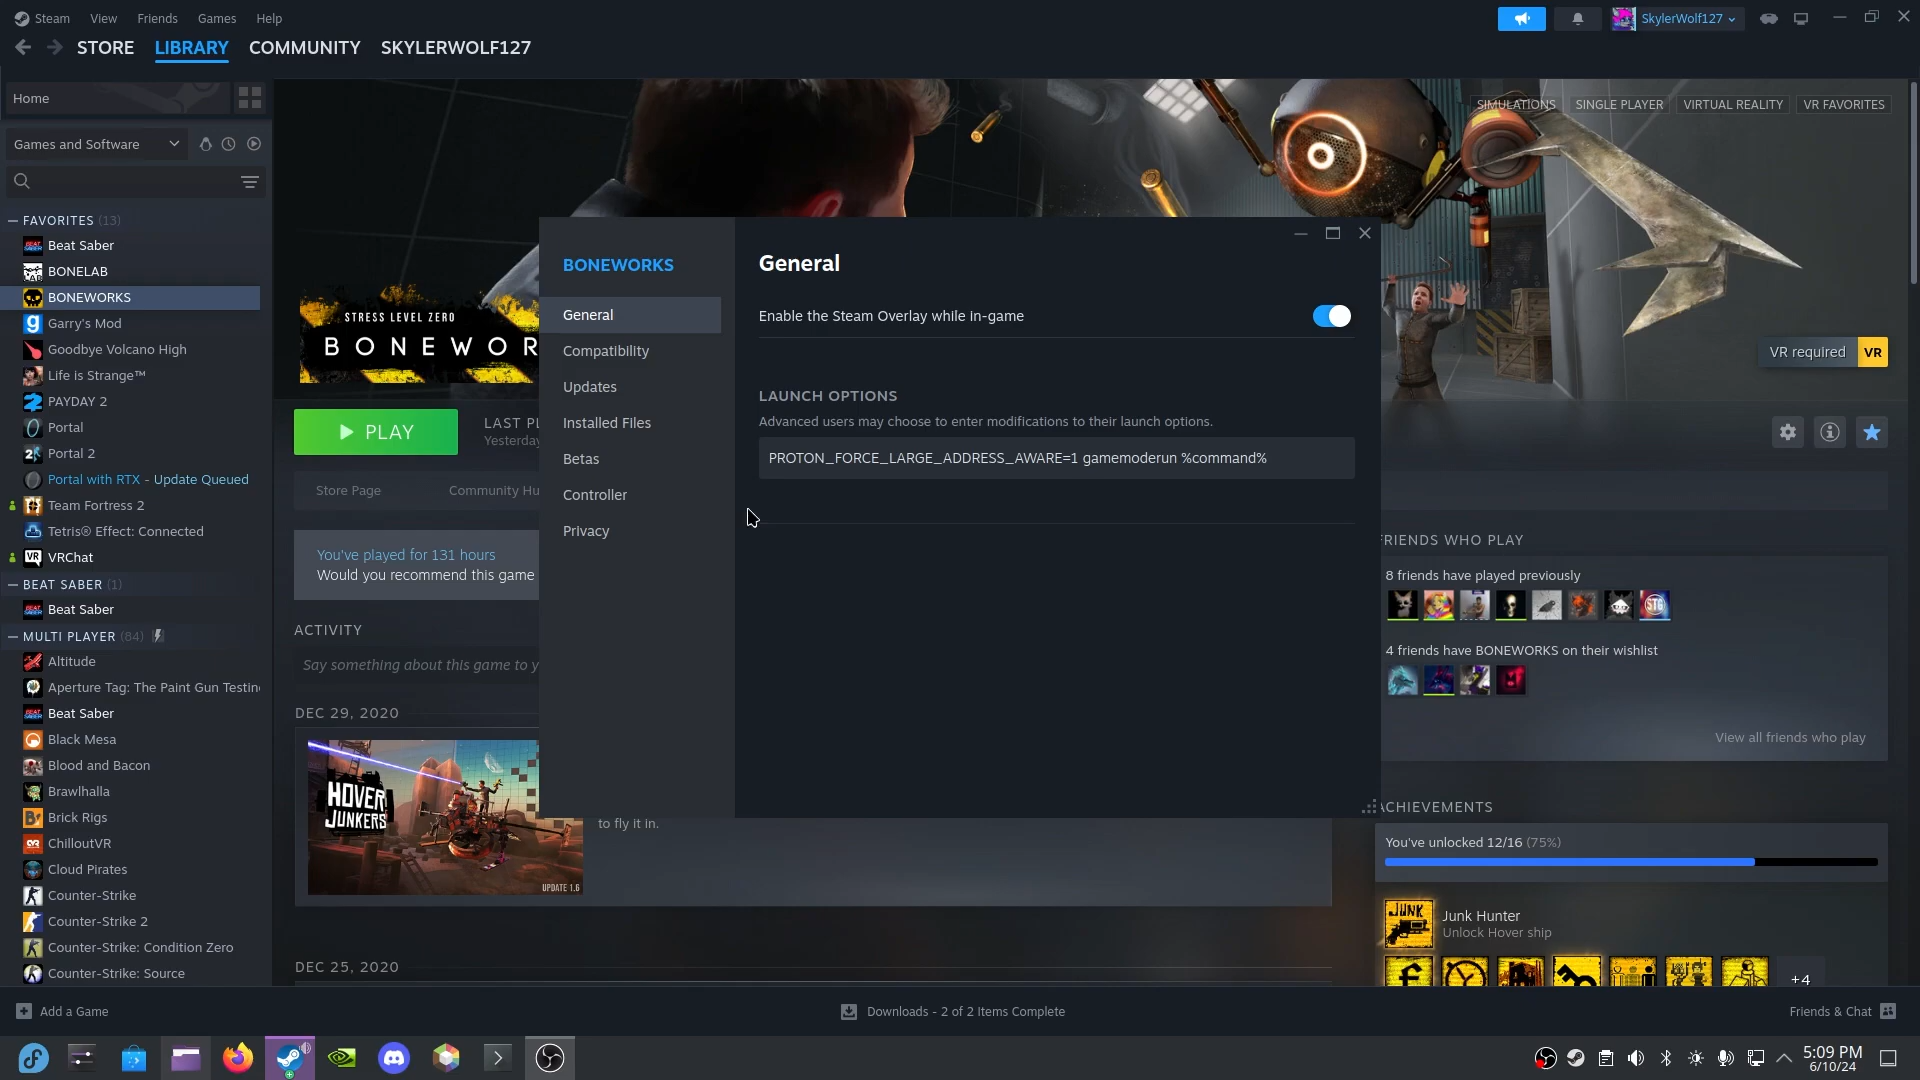 Steam View Friends Games Help
SkylerWolf127
STORE LIBRARY COMMUNITY SKYLERWOLF127
Home
SIMULATIONS SINGLE PLAYER VIRTUAL REALITY VR FAVORITES
Games and Software
— FAVORITES (13)
Beat Saber
BONELAB
BONEWORKS
Garry's Mod
Goodbye Volcano High
Life is Strange™
PAYDAY 2
Portal
Portal 2
Portal with RTX - Update Queued
Team Fortress 2
Tetris® Effect: Connected
VRChat
— BEAT SABER (1)
Beat Saber
— MULTI PLAYER (84)
Altitude
Aperture Tag: The Paint Gun Testin
Beat Saber
Black Mesa
Blood and Bacon
Brawlhalla
Brick Rigs
ChilloutVR
Cloud Pirates
Counter-Strike
Counter-Strike 2
Counter-Strike: Condition Zero
Counter-Strike: Source
STRESS LEVEL ZERO
BONEWOR
VR required VR
PLAY
LAST PL
Yesterday
Store Page Community Hu
You've played for 131 hours
Would you recommend this game
ACTIVITY
Say something about this game to y
DEC 29, 2020
HOVER
JUNKERS
UPDATE 1.6
to fly it in.
DEC 25, 2020
BONEWORKS
General
Compatibility
Updates
Installed Files
Betas
Controller
Privacy
General
Enable the Steam Overlay while in-game
LAUNCH OPTIONS
Advanced users may choose to enter modifications to their launch options.
PROTON_FORCE_LARGE_ADDRESS_AWARE=1 gamemoderun %command%
FRIENDS WHO PLAY
8 friends have played previously
STG
4 friends have BONEWORKS on their wishlist
View all friends who play
ACHIEVEMENTS
You've unlocked 12/16 (75%)
JUNK
Junk Hunter
Unlock Hover ship
+4
Add a Game
Downloads - 2 of 2 Items Complete
Friends & Chat
5:09 PM
6/10/24